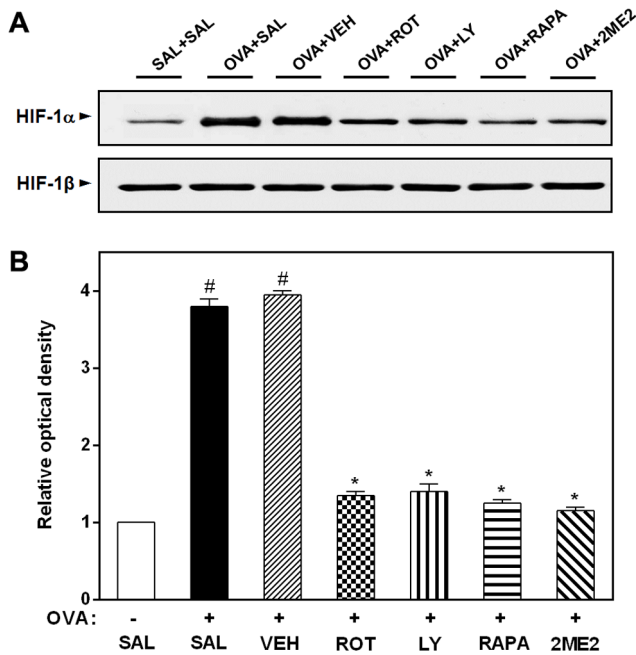 A
SAL+SAL OVA+SAL OVA+VEH OVA+ROT OVA+LY OVA+RAPA OVA+2ME2
HIF-1α
HIF-1β
B
Relative optical density
4
3
2
1
0
# # * * * *
OVA: - + + + + + +
SAL SAL VEH ROT LY RAPA 2ME2